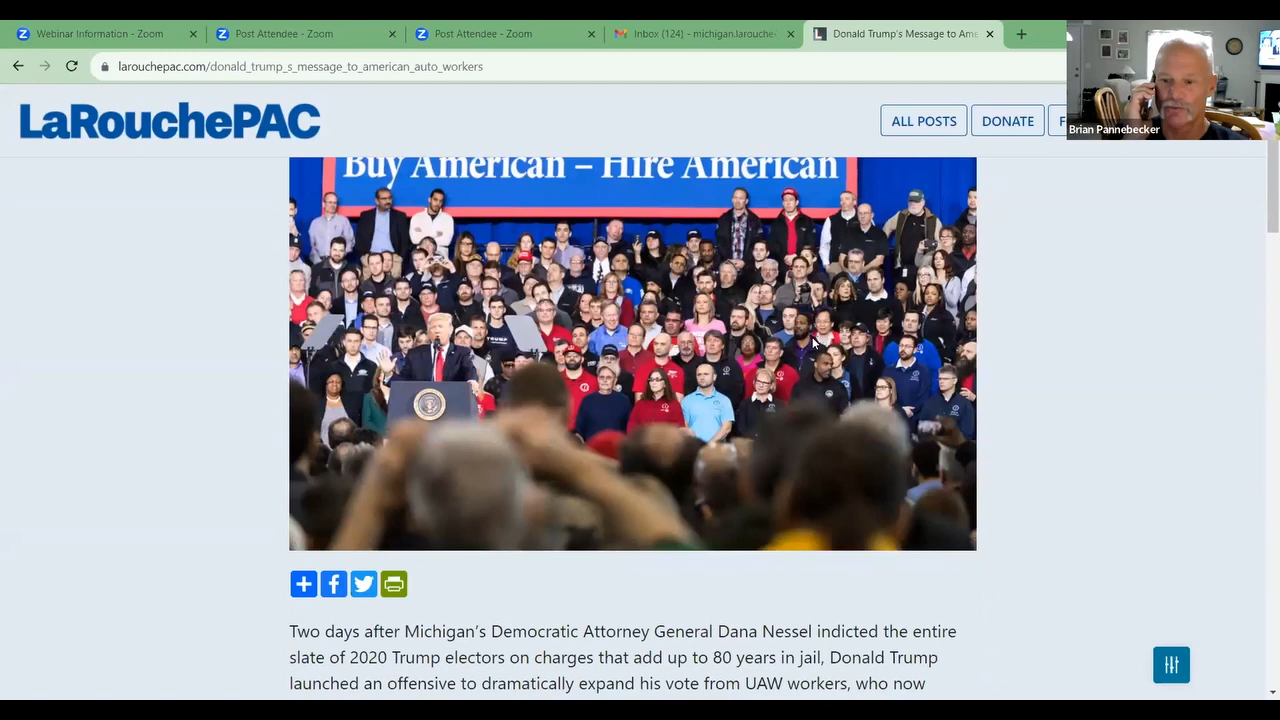 Webinar Information - Zoom
Post Attendee - Zoom
Post Attendee - Zoom
Inbox (124) - michigan.larouche
Donald Trump's Message to Ame
larouchepac.com/donald_trump_s_message_to_american_auto_workers
Brian Pannebecker
LaRouchePAC
ALL POSTS
DONATE
F
Buy American – Hire American
TRUMP
Two days after Michigan's Democratic Attorney General Dana Nessel indicted the entire
slate of 2020 Trump electors on charges that add up to 80 years in jail, Donald Trump
launched an offensive to dramatically expand his vote from UAW workers, who now